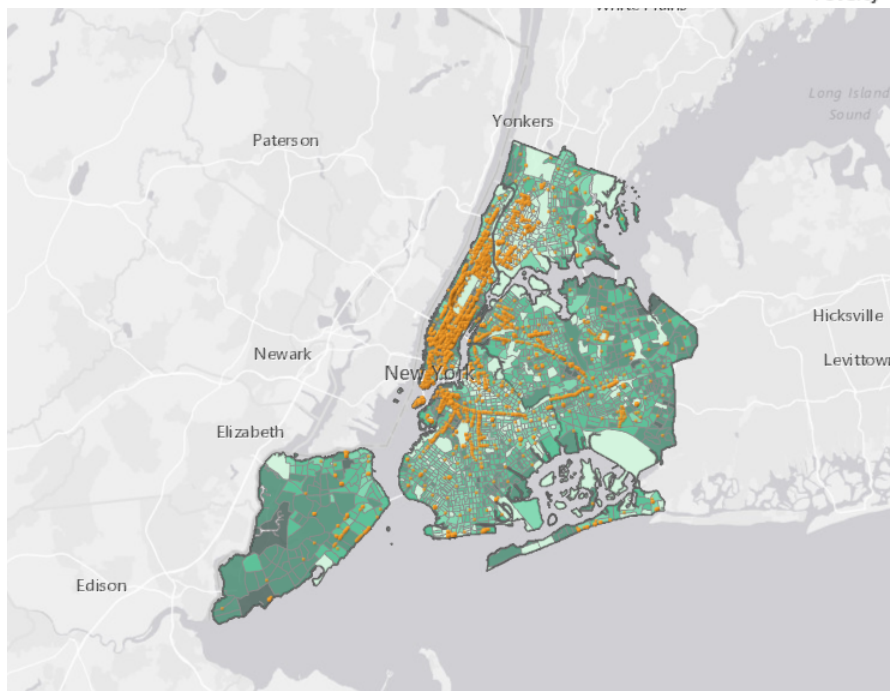 Long Island
Sound
Yonkers
Paterson
Hicksville
Newark
Levittown
New York
Elizabeth
Edison